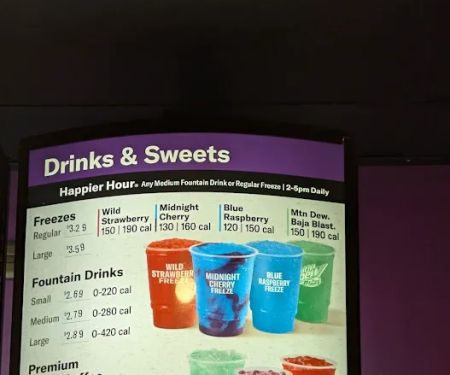 Drinks & Sweets
Happier Hour. Any Medium Fountain Drink or Regular Freeze | 2-5pm Daily
Freezes
Regular $3.29
Large $3.59
Wild Strawberry
150 | 190 cal
Midnight Cherry
130 | 160 cal
Blue Raspberry
120 | 150 cal
Mtn Dew. Baja Blast.
150 | 190 cal
WILD STRAWBERRY FREEZE
MIDNIGHT CHERRY FREEZE
BLUE RASPBERRY FREEZE
Fountain Drinks
Small $2.69 0-220 cal
Medium $2.79 0-280 cal
Large $2.89 0-420 cal
Premium